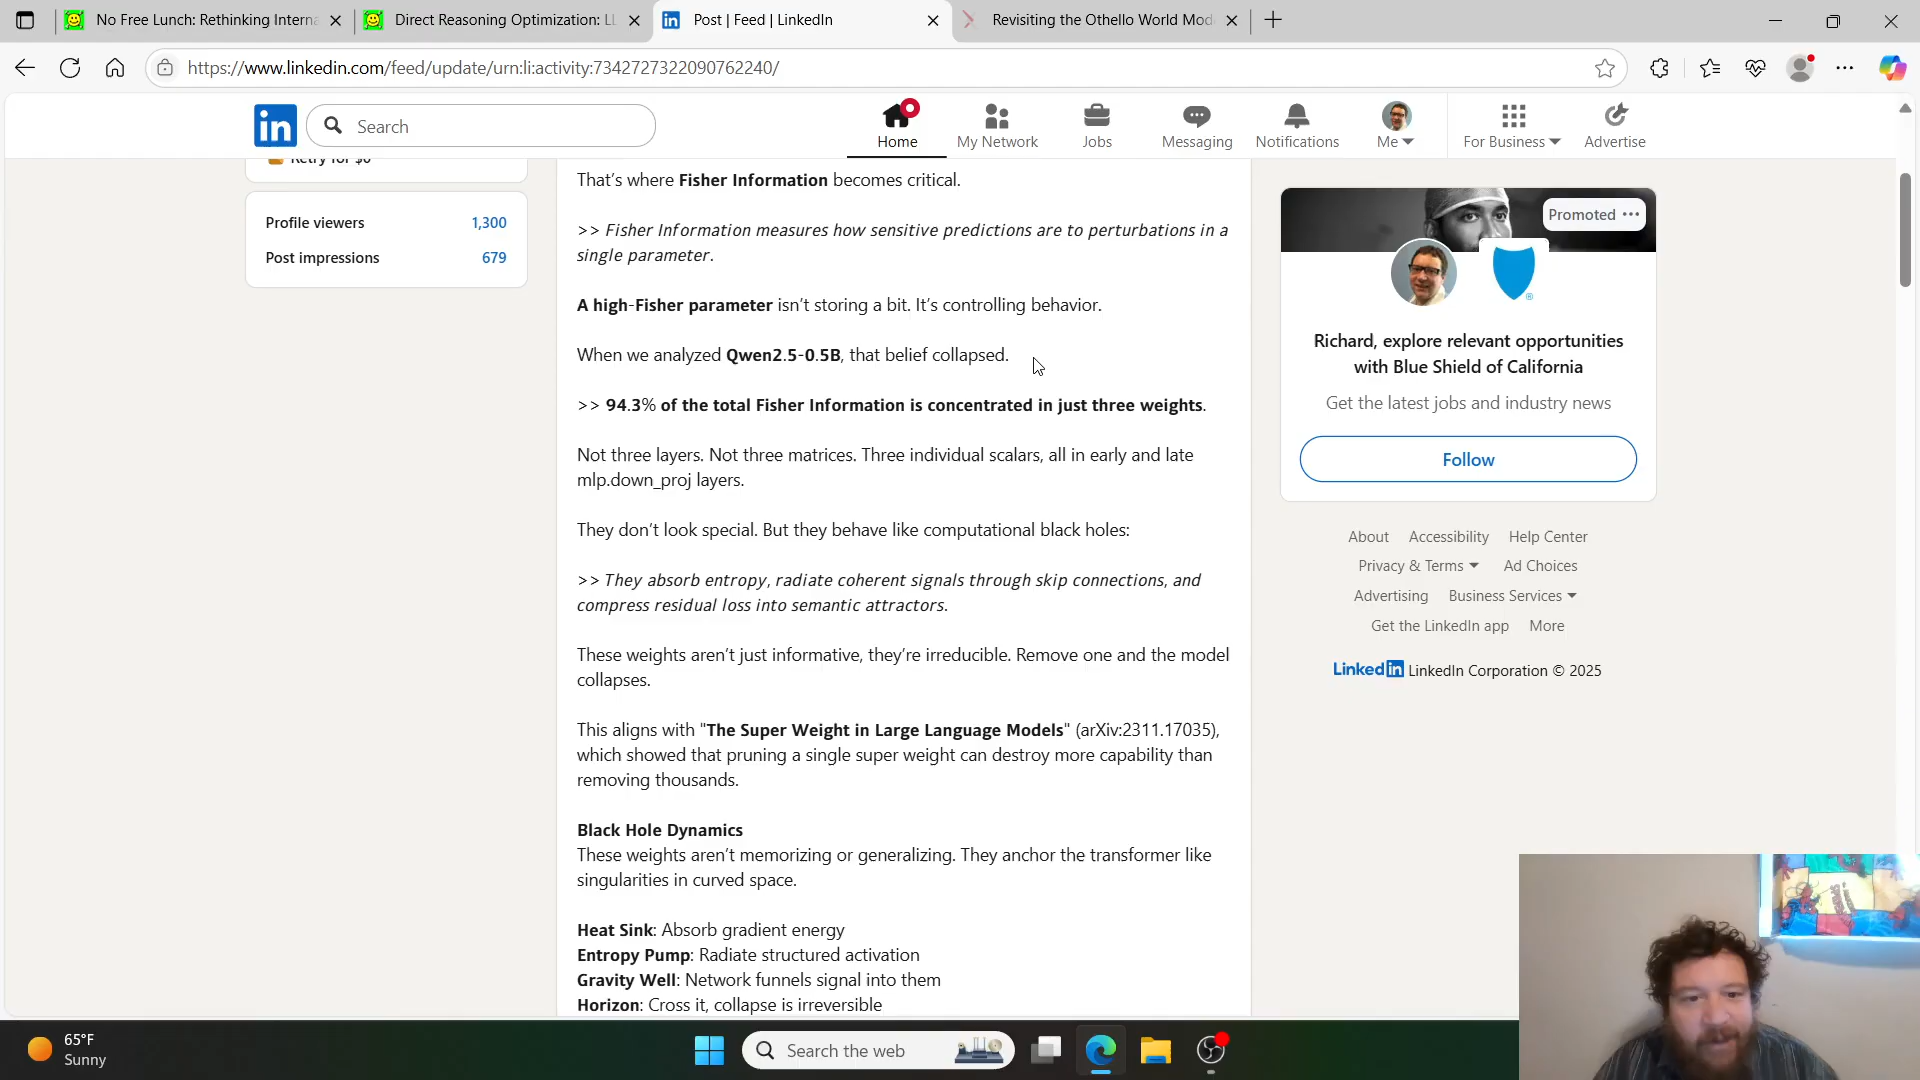 No Free Lunch: Rethinking Interna
Direct Reasoning Optimization: LL
Post | Feed | LinkedIn
Revisiting the Othello World Mod
https://www.linkedin.com/feed/update/urn:li:activity:7342727322090762240/
in
Search
Home
My Network
Jobs
Messaging
Notifications
Me
For Business
Advertise
Retry for $0
Profile viewers
1,300
Post impressions
679
That's where Fisher Information becomes critical.
>> Fisher Information measures how sensitive predictions are to perturbations in a
single parameter.
A high-Fisher parameter isn't storing a bit. It's controlling behavior.
When we analyzed Qwen2.5-0.5B, that belief collapsed.
>> 94.3% of the total Fisher Information is concentrated in just three weights.
Not three layers. Not three matrices. Three individual scalars, all in early and late
mlp.down_proj layers.
They don't look special. But they behave like computational black holes:
>> They absorb entropy, radiate coherent signals through skip connections, and
compress residual loss into semantic attractors.
These weights aren't just informative, they're irreducible. Remove one and the model
collapses.
This aligns with "The Super Weight in Large Language Models" (arXiv:2311.17035),
which showed that pruning a single super weight can destroy more capability than
removing thousands.
Black Hole Dynamics
These weights aren't memorizing or generalizing. They anchor the transformer like
singularities in curved space.
Heat Sink: Absorb gradient energy
Entropy Pump: Radiate structured activation
Gravity Well: Network funnels signal into them
Horizon: Cross it, collapse is irreversible
Promoted
Richard, explore relevant opportunities
with Blue Shield of California
Get the latest jobs and industry news
Follow
About Accessibility Help Center
Privacy & Terms Ad Choices
Advertising Business Services
Get the LinkedIn app More
LinkedIn LinkedIn Corporation © 2025
65°F
Sunny
Search the web